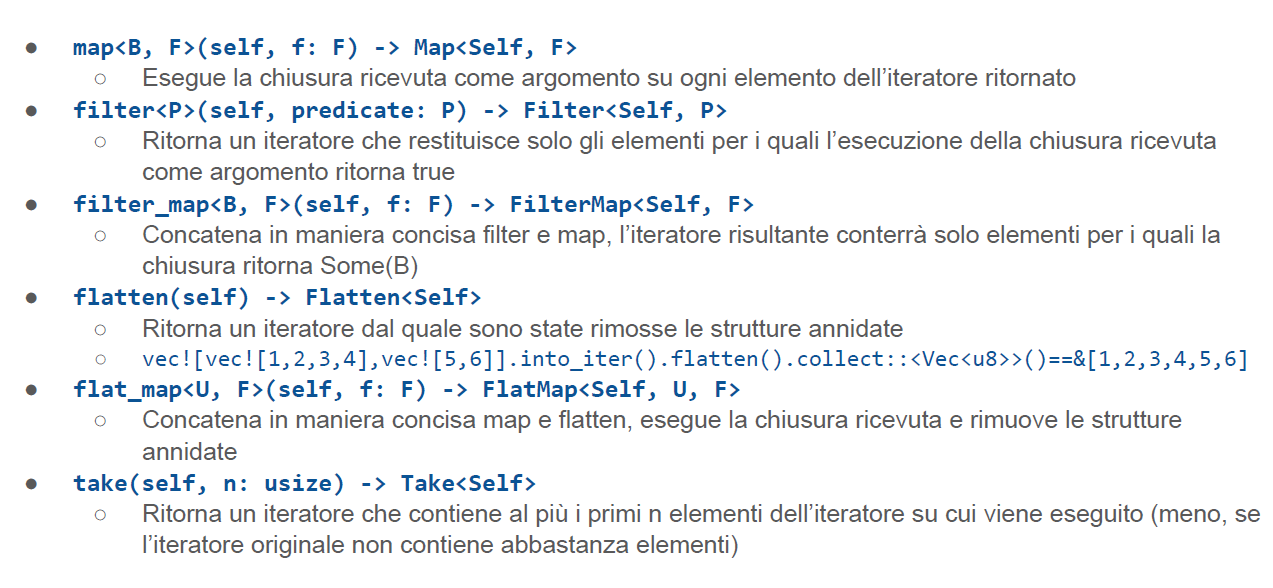 ● map<B, F>(self, f: F) -> Map<Self, F>
○ Esegue la chiusura ricevuta come argomento su ogni elemento dell’iteratore ritornato
● filter<P>(self, predicate: P) -> Filter<Self, P>
○ Ritorna un iteratore che restituisce solo gli elementi per i quali l’esecuzione della chiusura ricevuta
come argomento ritorna true
● filter_map<B, F>(self, f: F) -> FilterMap<Self, F>
○ Concatena in maniera concisa filter e map, l’iteratore risultante conterrà solo elementi per i quali la
chiusura ritorna Some(B)
● flatten(self) -> Flatten<Self>
○ Ritorna un iteratore dal quale sono state rimosse le strutture annidate
○ vec![vec![1,2,3,4],vec![5,6]].into_iter().flatten().collect::<Vec<u8>>()==&[1,2,3,4,5,6]
● flat_map<U, F>(self, f: F) -> FlatMap<Self, U, F>
○ Concatena in maniera concisa map e flatten, esegue la chiusura ricevuta e rimuove le strutture
annidate
● take(self, n: usize) -> Take<Self>
○ Ritorna un iteratore che contiene al più i primi n elementi dell’iteratore su cui viene eseguito (meno, se
l’iteratore originale non contiene abbastanza elementi)